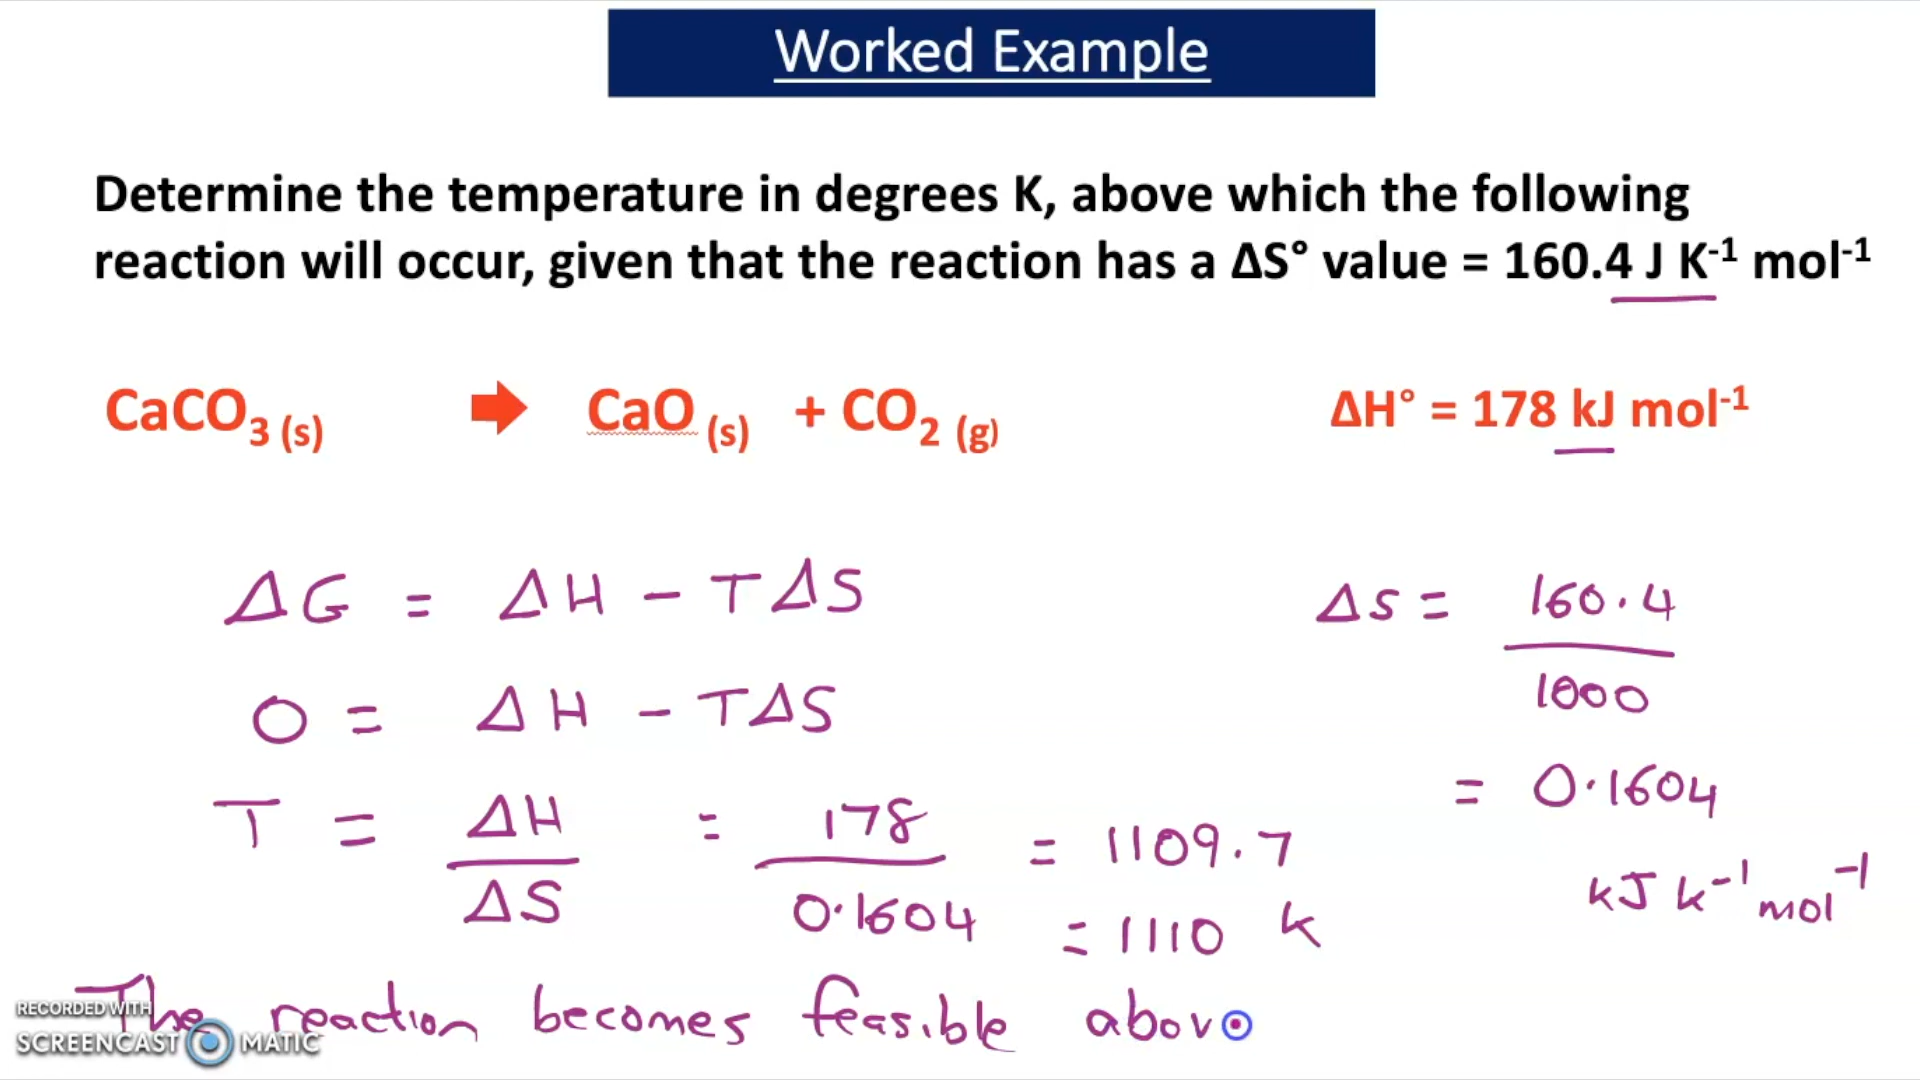 Worked Example
Determine the temperature in degrees K, above which the following
reaction will occur, given that the reaction has a ΔS° value = 160.4 J K⁻¹ mol⁻¹
CaCO₃ (s) → CaO (s) + CO₂ (g) ΔH° = 178 kJ mol⁻¹
ΔG = ΔH − TΔS
0 = ΔH − TΔS
T = ΔH/ΔS = 178/0.1604 = 1109.7
= 1110 K
ΔS = 160.4/1000
= 0.1604
kJ K⁻¹ mol⁻¹
The reaction becomes feasible above
RECORDED WITH
SCREENCAST MATIC